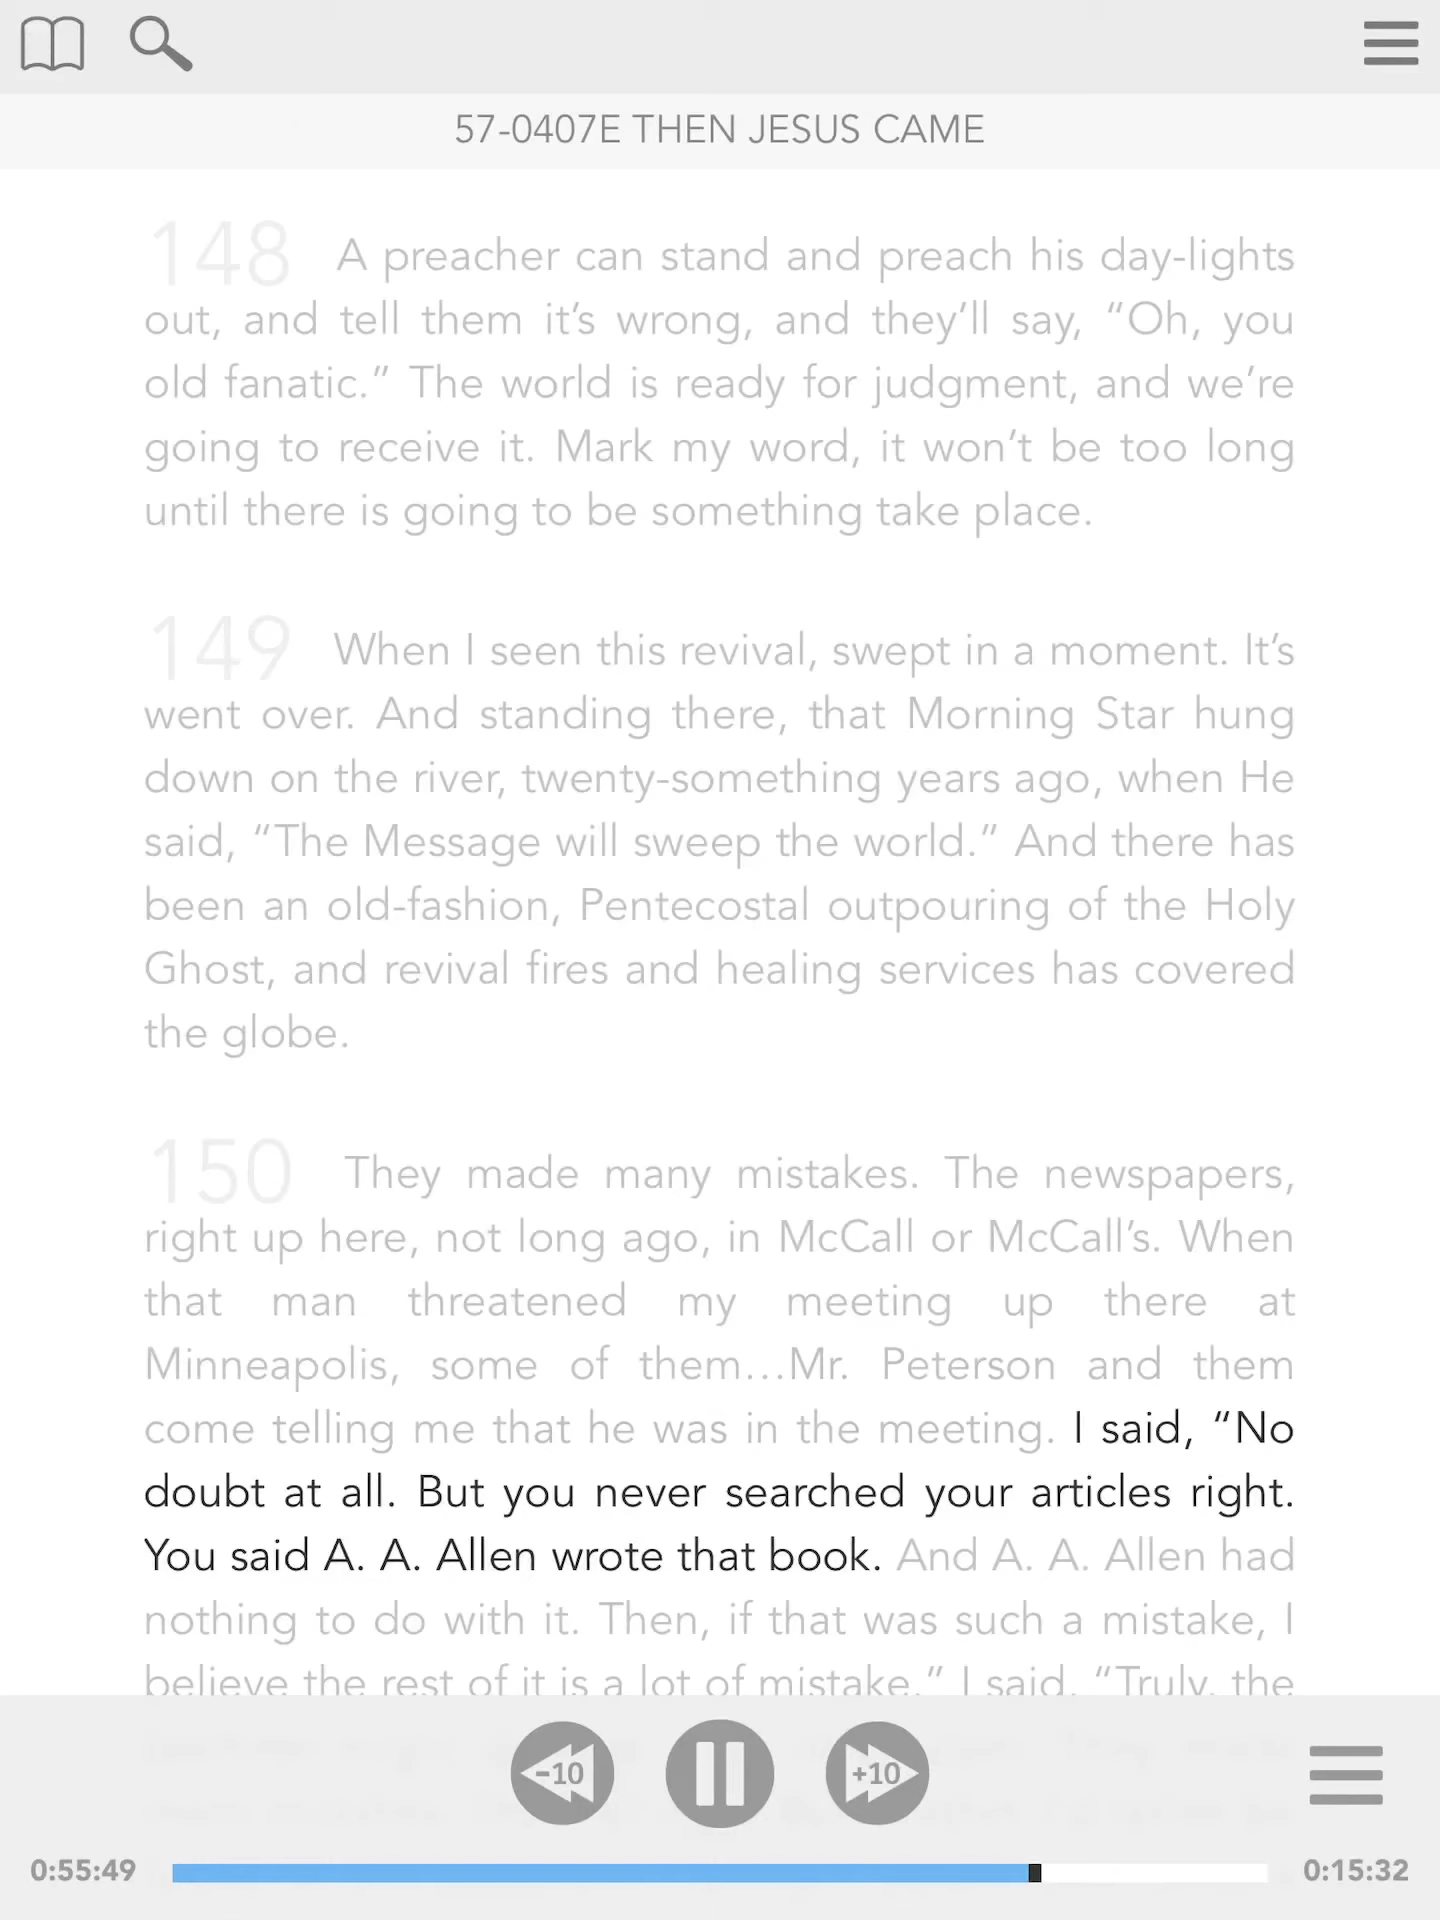 57-0407E THEN JESUS CAME
148 A preacher can stand and preach his day-lights
out, and tell them it’s wrong, and they’ll say, “Oh, you
old fanatic.” The world is ready for judgment, and we’re
going to receive it. Mark my word, it won’t be too long
until there is going to be something take place.
149 When I seen this revival, swept in a moment. It’s
went over. And standing there, that Morning Star hung
down on the river, twenty-something years ago, when He
said, “The Message will sweep the world.” And there has
been an old-fashion, Pentecostal outpouring of the Holy
Ghost, and revival fires and healing services has covered
the globe.
150 They made many mistakes. The newspapers,
right up here, not long ago, in McCall or McCall’s. When
that man threatened my meeting up there at
Minneapolis, some of them…Mr. Peterson and them
come telling me that he was in the meeting. I said, “No
doubt at all. But you never searched your articles right.
You said A. A. Allen wrote that book. And A. A. Allen had
nothing to do with it. Then, if that was such a mistake, I
believe the rest of it is a lot of mistake.” I said, “Truly, the
-10 +10
0:55:49 0:15:32